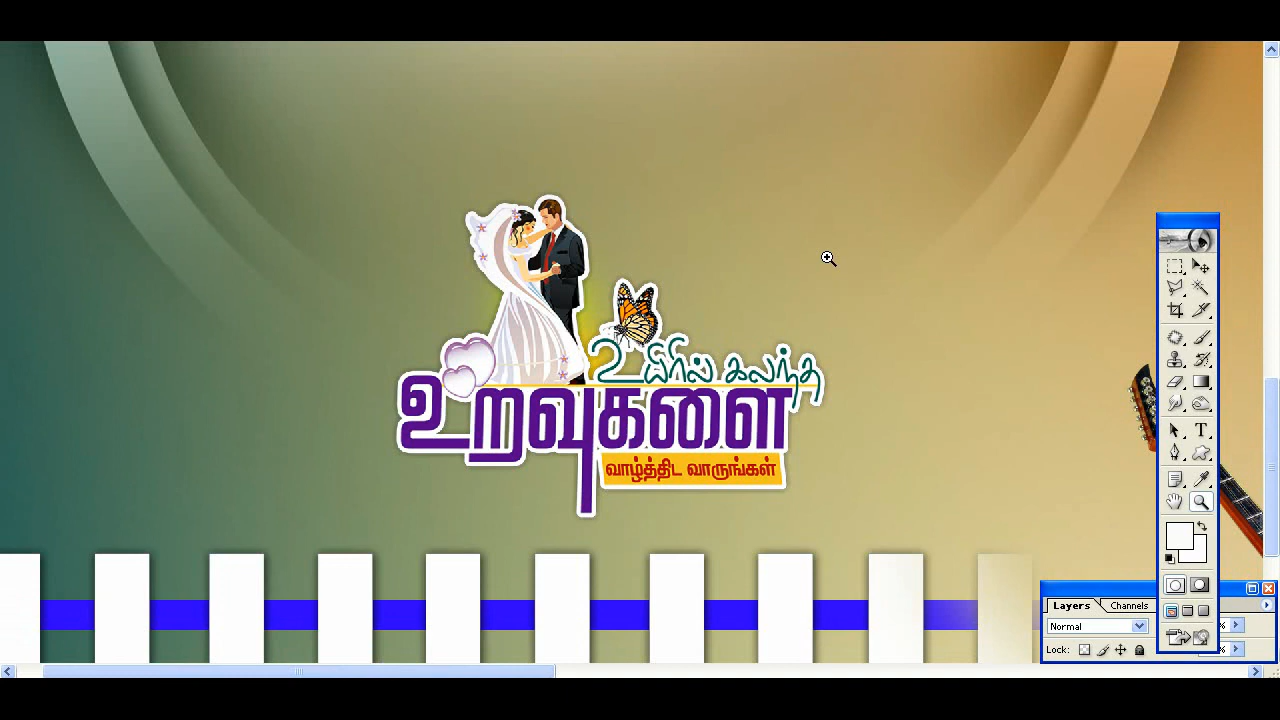 உயிரில் கலந்த
உறவுகளை
வாழ்த்திட வாருங்கள்
Layers
Channels
Normal
%
Lock:
%